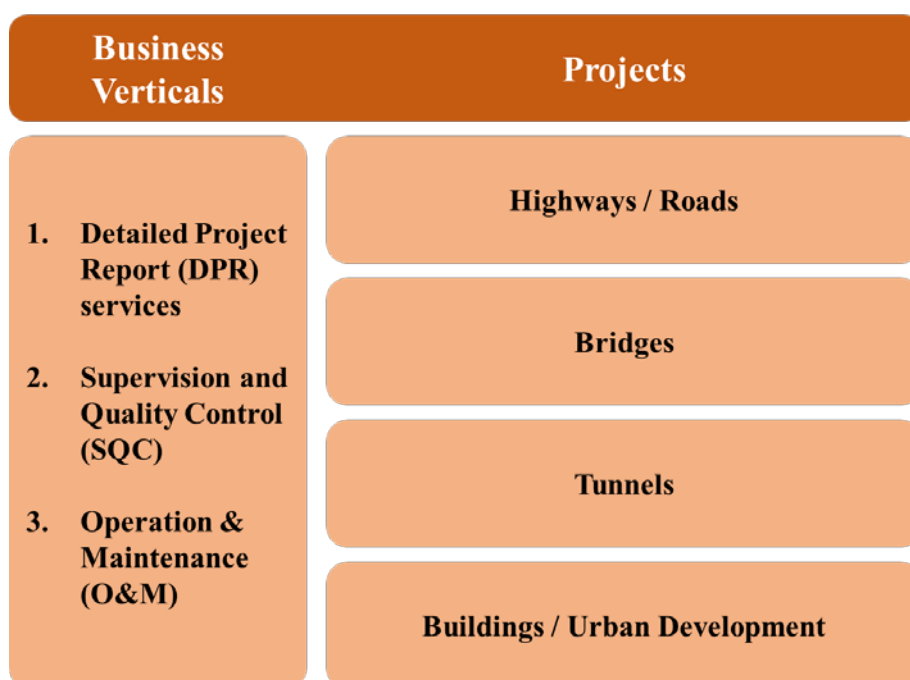 Business
Verticals
Projects
1. Detailed Project
Report (DPR)
services
2. Supervision and
Quality Control
(SQC)
3. Operation &
Maintenance
(O&M)
Highways / Roads
Bridges
Tunnels
Buildings / Urban Development